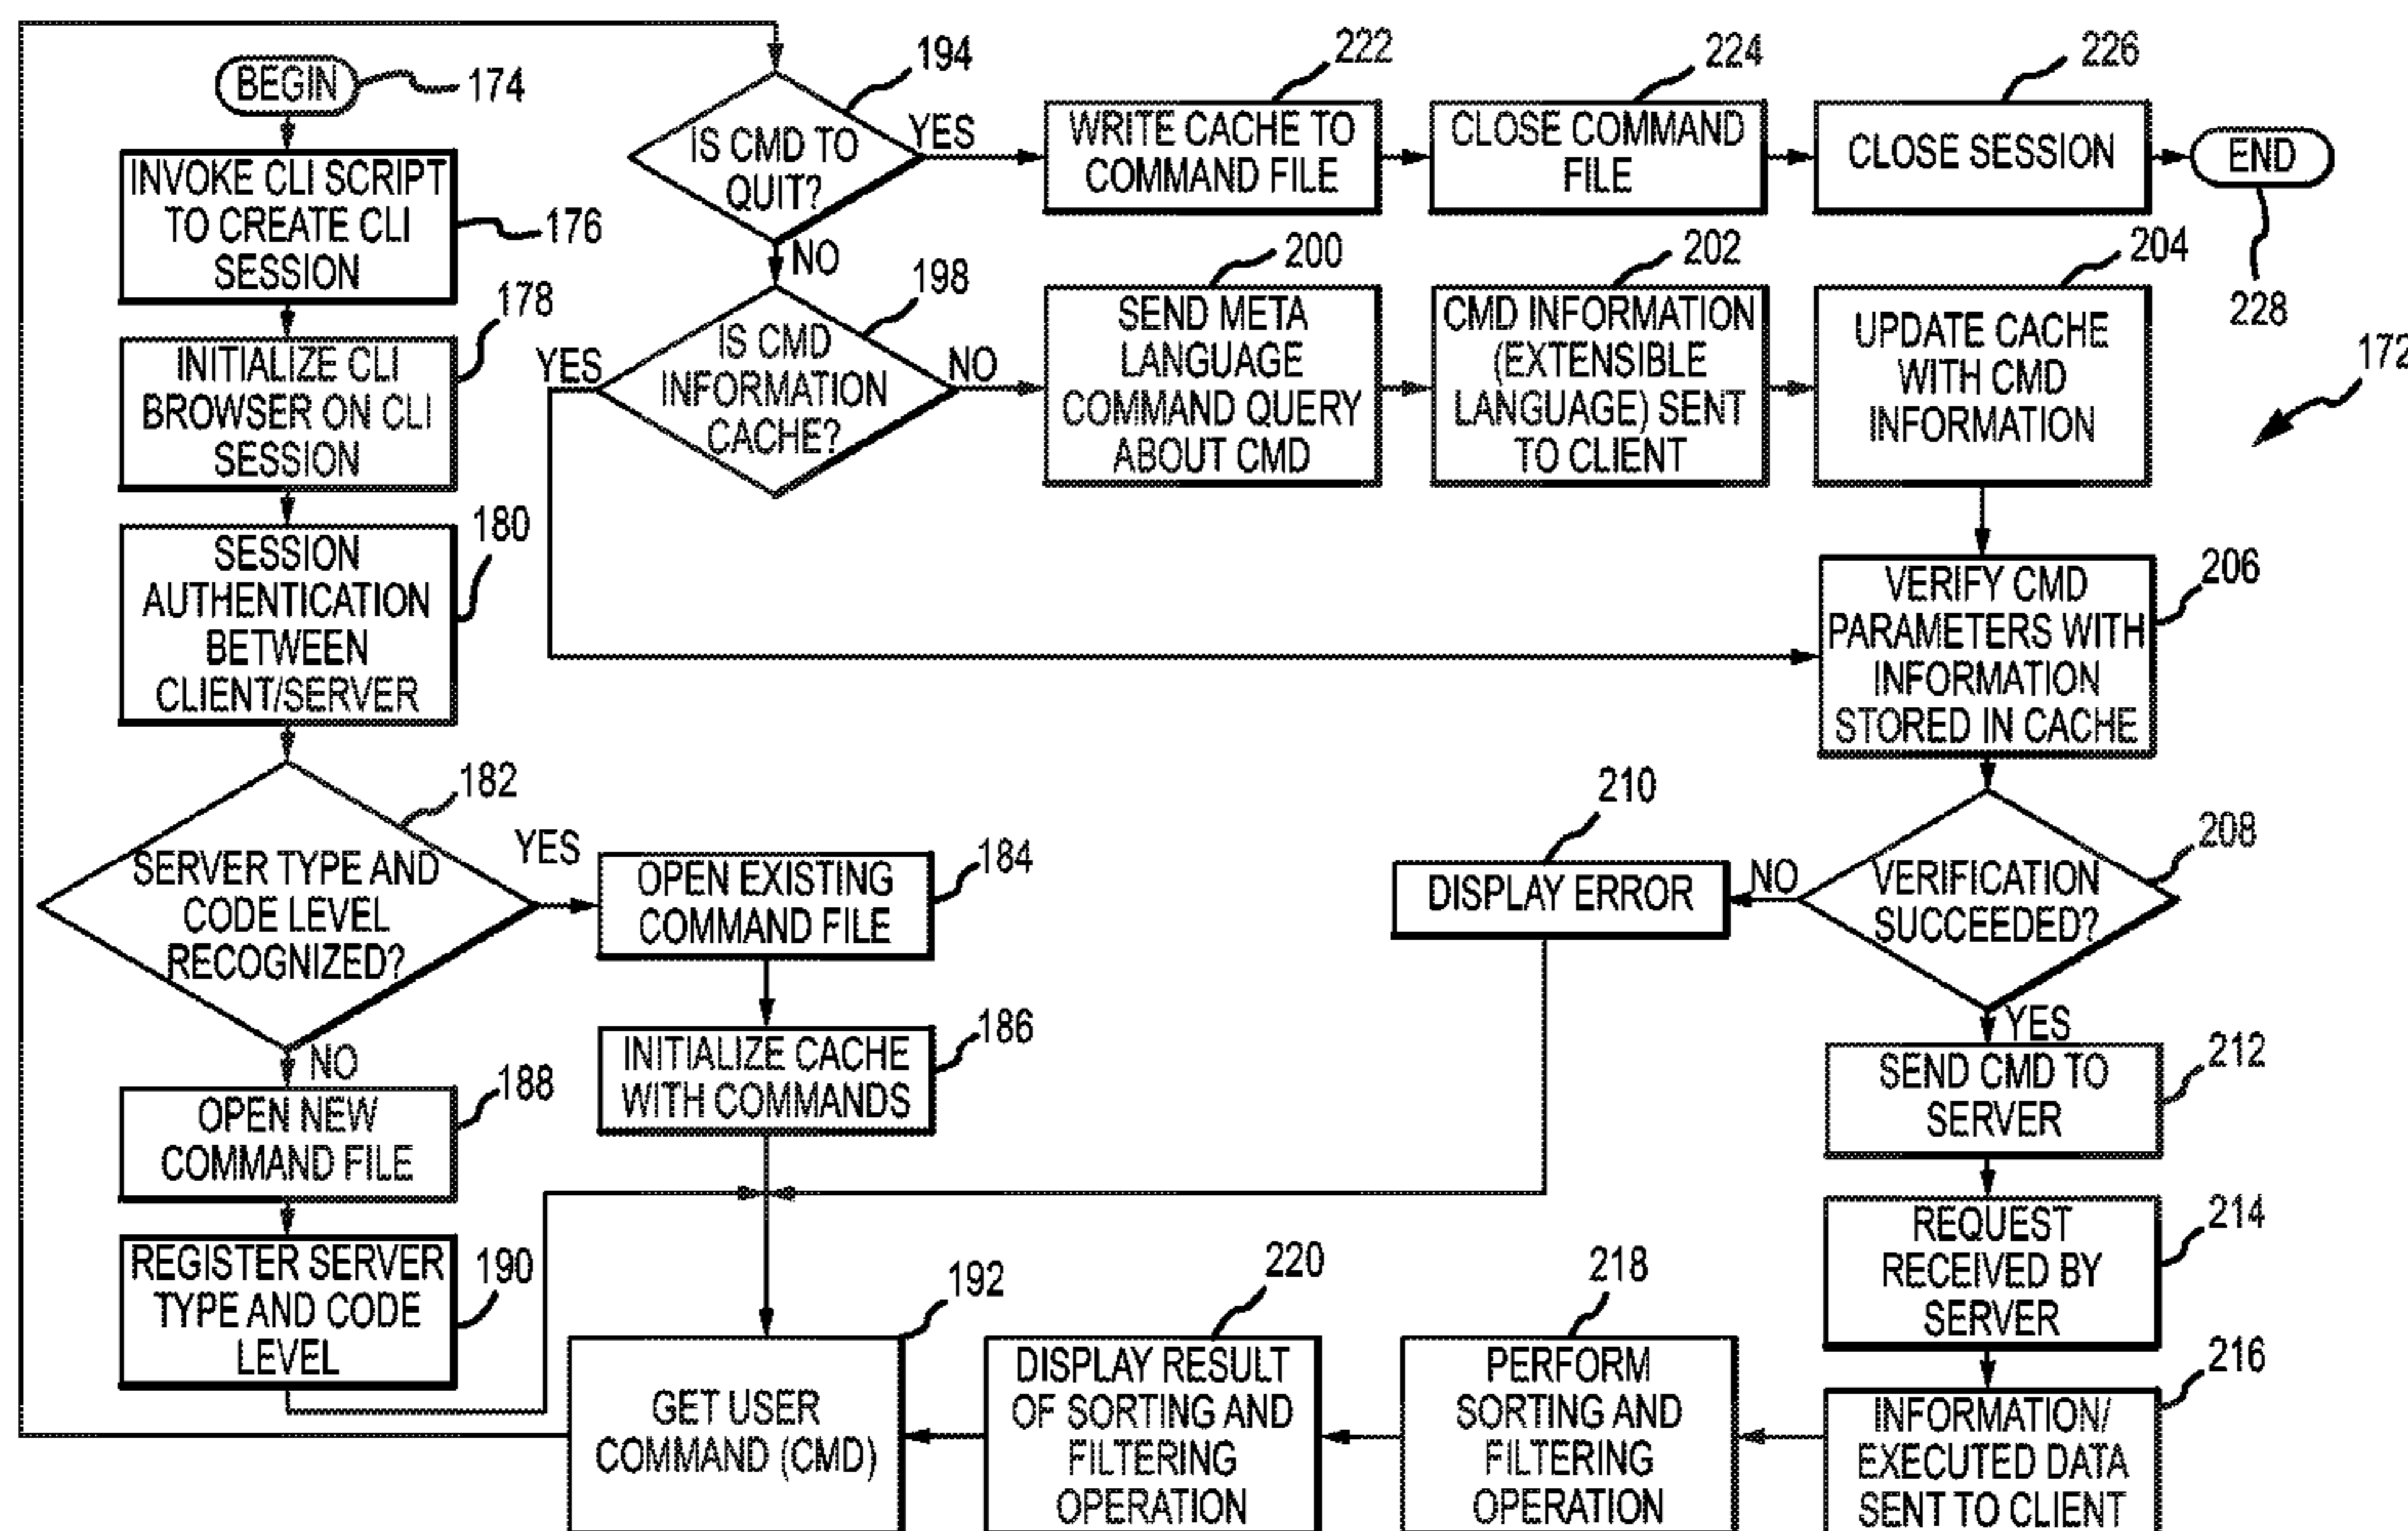 BEGIN
174
INVOKE CLI SCRIPT
TO CREATE CLI
SESSION
176
INITIALIZE CLI
BROWSER ON CLI
SESSION
178
SESSION
AUTHENTICATION
BETWEEN
CLIENT/SERVER
180
SERVER TYPE AND
CODE LEVEL
RECOGNIZED?
182
YES
NO
OPEN EXISTING
COMMAND FILE
184
INITIALIZE CACHE
WITH COMMANDS
186
OPEN NEW
COMMAND FILE
188
REGISTER SERVER
TYPE AND CODE
LEVEL
190
GET USER
COMMAND (CMD)
192
IS CMD TO
QUIT?
194
YES
NO
WRITE CACHE TO
COMMAND FILE
222
CLOSE COMMAND
FILE
224
CLOSE SESSION
226
END
228
IS CMD
INFORMATION
CACHE?
198
YES
NO
SEND META
LANGUAGE
COMMAND QUERY
ABOUT CMD
200
CMD INFORMATION
(EXTENSIBLE
LANGUAGE) SENT
TO CLIENT
202
UPDATE CACHE
WITH CMD
INFORMATION
204
172
VERIFY CMD
PARAMETERS WITH
INFORMATION
STORED IN CACHE
206
VERIFICATION
SUCCEEDED?
208
NO
YES
DISPLAY ERROR
210
SEND CMD TO
SERVER
212
REQUEST
RECEIVED BY
SERVER
214
INFORMATION/
EXECUTED DATA
SENT TO CLIENT
216
PERFORM
SORTING AND
FILTERING
OPERATION
218
DISPLAY RESULT
OF SORTING AND
FILTERING
OPERATION
220